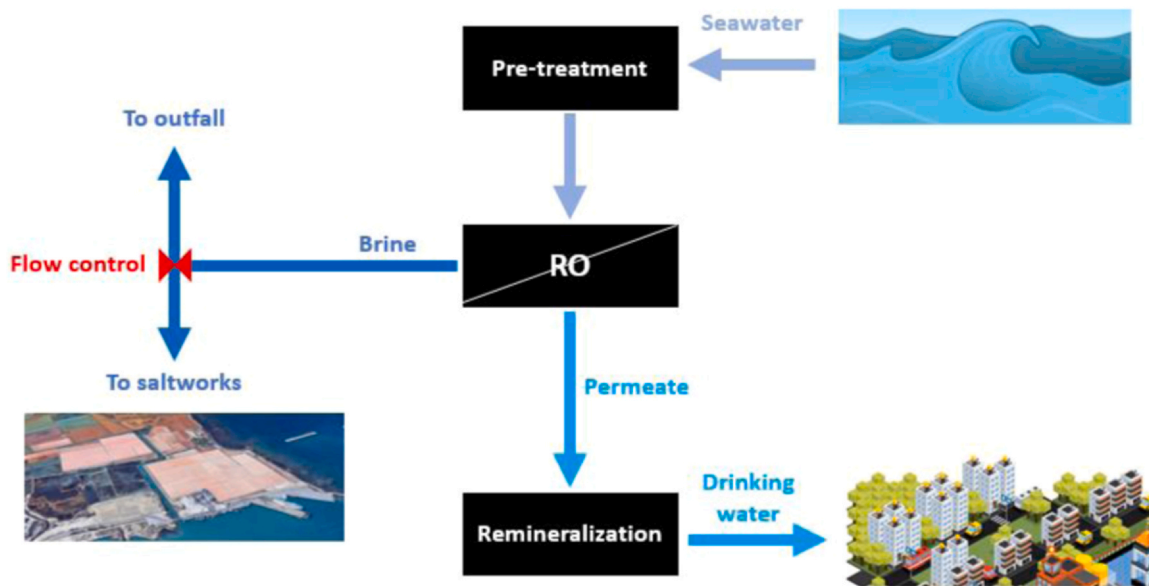 Seawater
Pre-treatment
To outfall
Brine
Flow control
RO
To saltworks
Permeate
Drinking
water
Remineralization